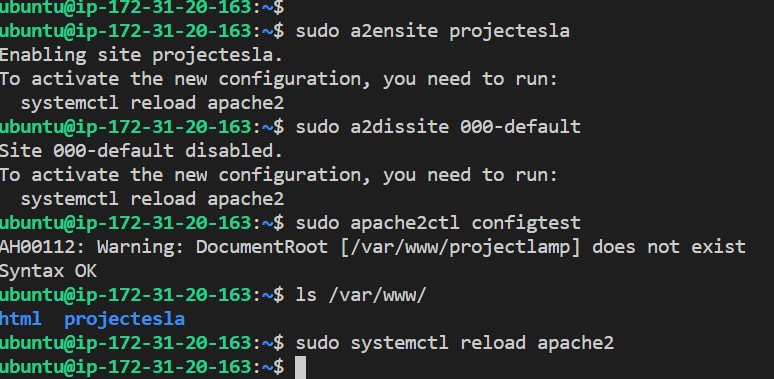 ubuntu@ip-172-31-20-163:~$
ubuntu@ip-172-31-20-163:~$ sudo a2ensite projectesla
Enabling site projectesla.
To activate the new configuration, you need to run:
  systemctl reload apache2
ubuntu@ip-172-31-20-163:~$ sudo a2dissite 000-default
Site 000-default disabled.
To activate the new configuration, you need to run:
  systemctl reload apache2
ubuntu@ip-172-31-20-163:~$ sudo apache2ctl configtest
AH00112: Warning: DocumentRoot [/var/www/projectlamp] does not exist
Syntax OK
ubuntu@ip-172-31-20-163:~$ ls /var/www/
html  projectesla
ubuntu@ip-172-31-20-163:~$ sudo systemctl reload apache2
ubuntu@ip-172-31-20-163:~$